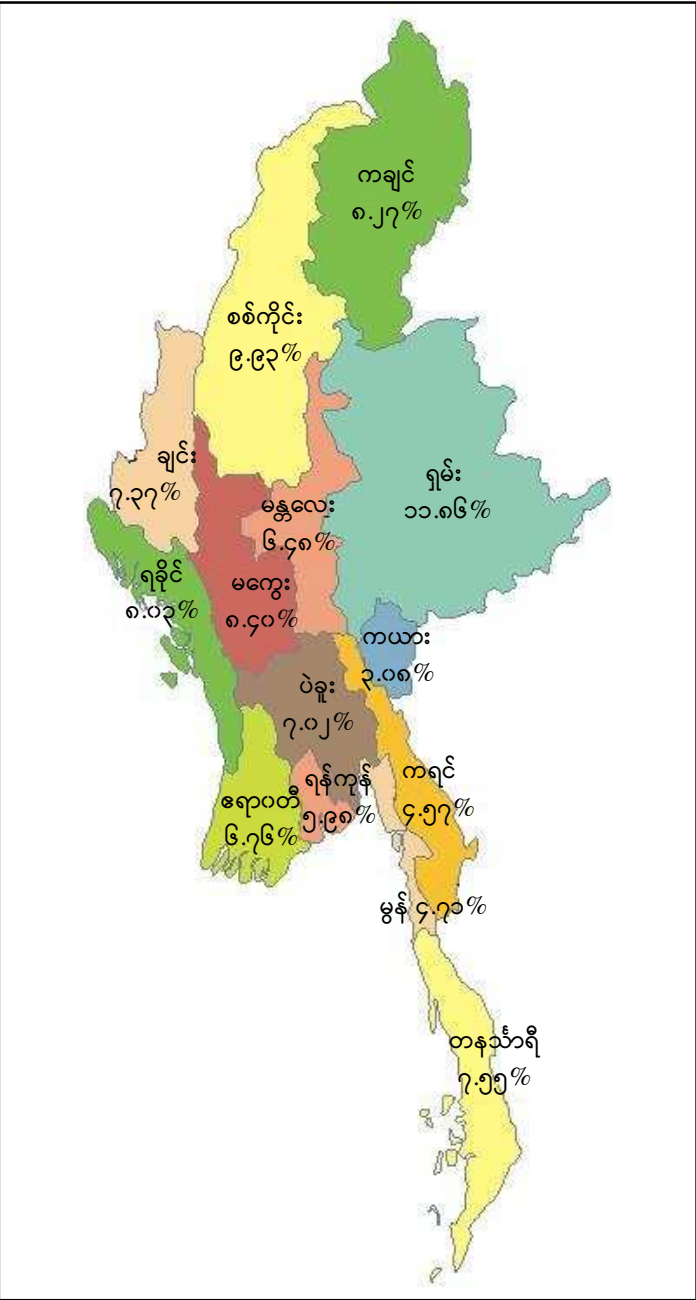 ကချင်
၈.၂၇%
စစ်ကိုင်း
၉.၉၃%
ချင်း
၇.၃၇%
ရှမ်း
၁၁.၈၆%
မန္တလေး
၆.၄၈%
ရခိုင်
၈.၀၃%
မကွေး
၈.၄၀%
ကယား
၃.၀၈%
ပဲခူး
၇.၀၂%
ကရင်
၄.၅၇%
ရန်ကုန်
၅.၉၈%
ဧရာဝတီ
၆.၇၆%
မွန် ၄.၇၁%
တနင်္သာရီ
၇.၅၅%